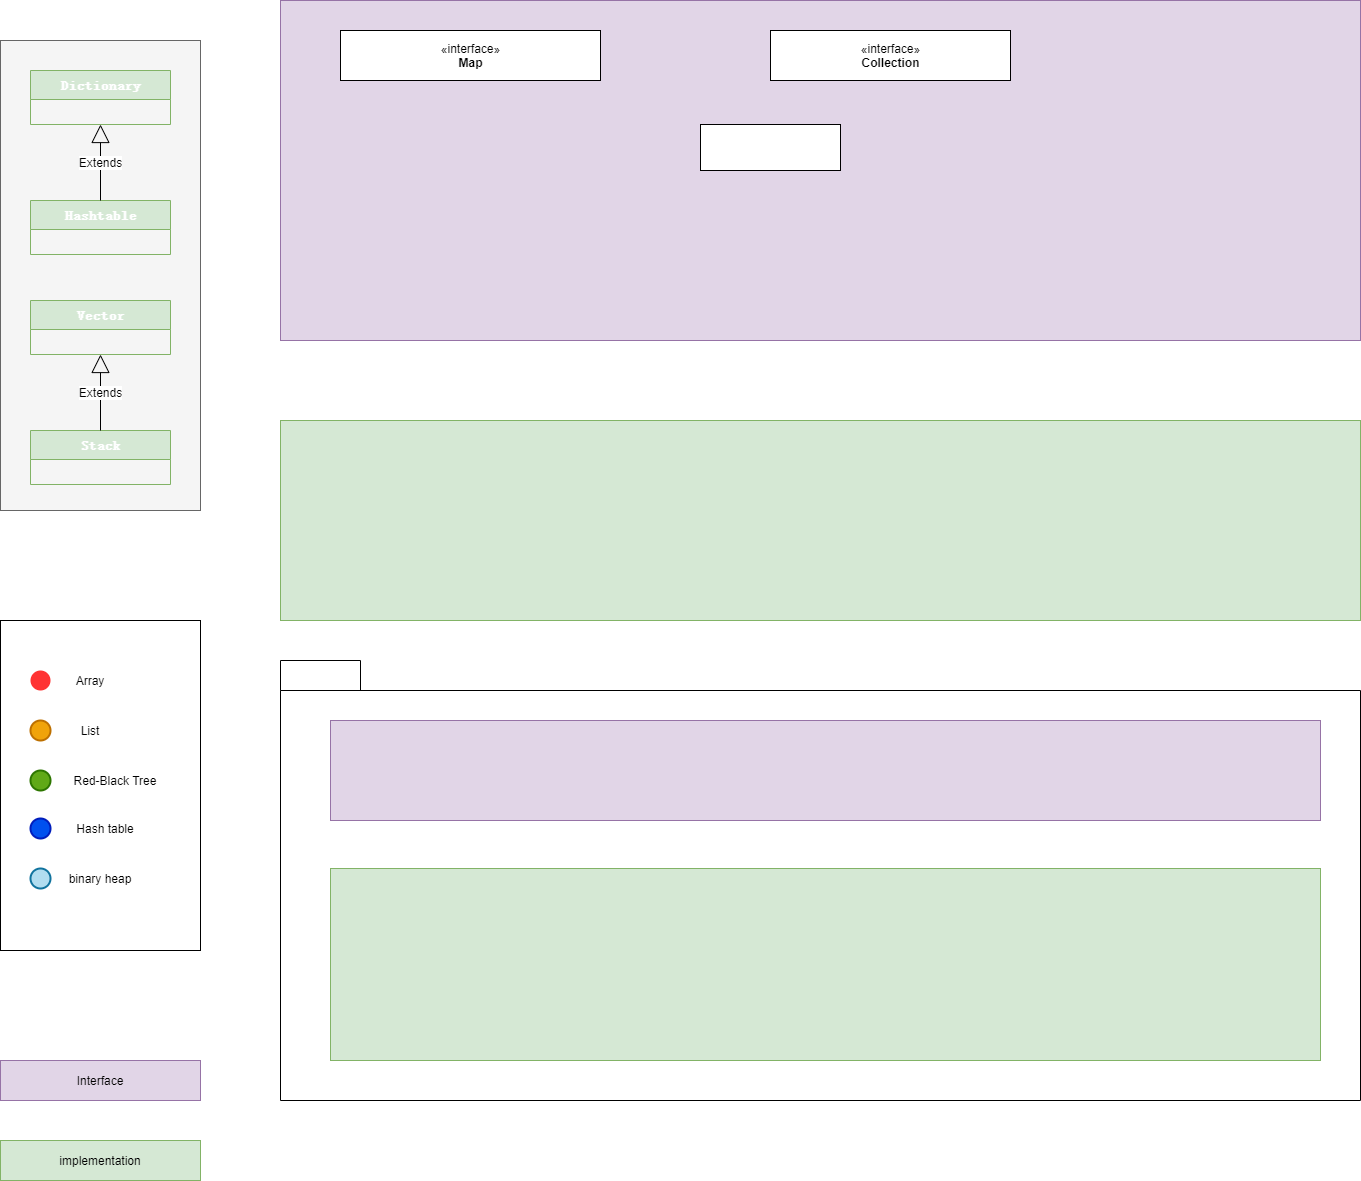 «interface»
Map
«interface»
Collection
Dictionary
Extends
Hashtable
Vector
Extends
Stack
Array
List
Red-Black Tree
Hash table
binary heap
Interface
implementation